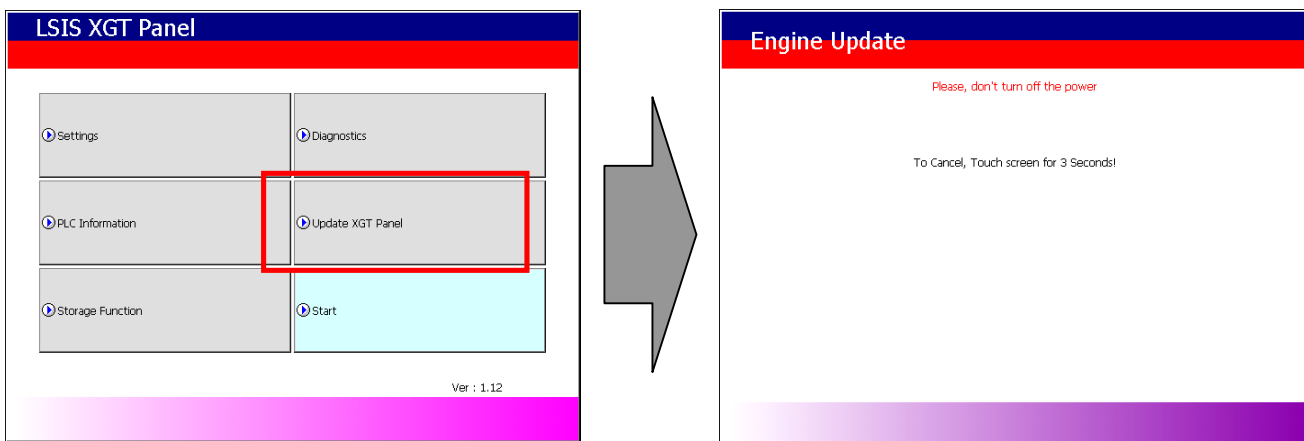 LSIS XGT Panel
Settings
Diagnostics
PLC Information
Update XGT Panel
Storage Function
Start
Ver : 1.12
Engine Update
Please, don't turn off the power
To Cancel, Touch screen for 3 Seconds!